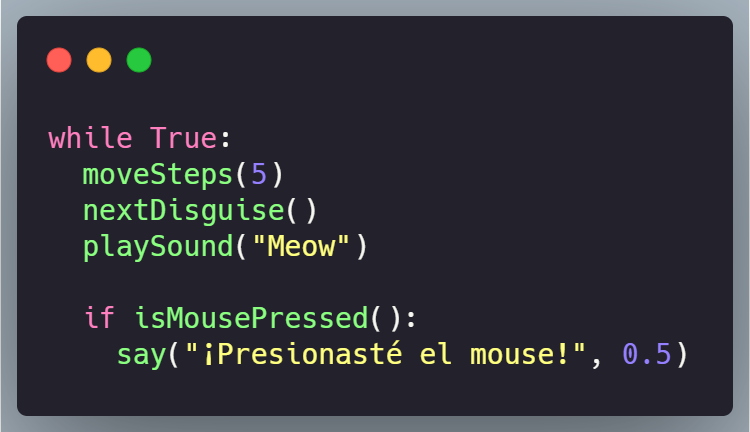 while True:
  moveSteps(5)
  nextDisguise()
  playSound("Meow")

  if isMousePressed():
    say("¡Presionasté el mouse!", 0.5)